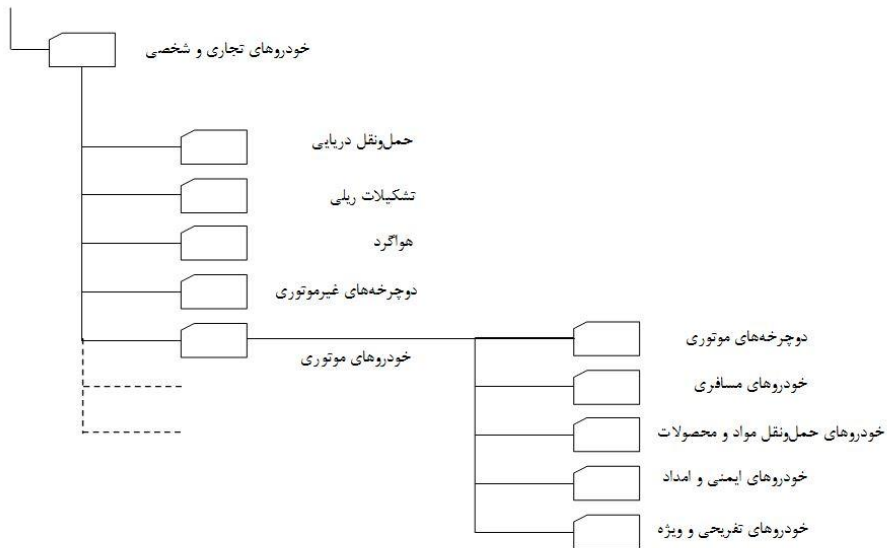 خودروهای تجاری و شخصی
حمل‌ونقل دریایی
تشکیلات ریلی
هواگرد
دوچرخه‌های غیرموتوری
خودروهای موتوری
دوچرخه‌های موتوری
خودروهای مسافری
خودروهای حمل‌ونقل مواد و محصولات
خودروهای ایمنی و امداد
خودروهای تفریحی و ویژه